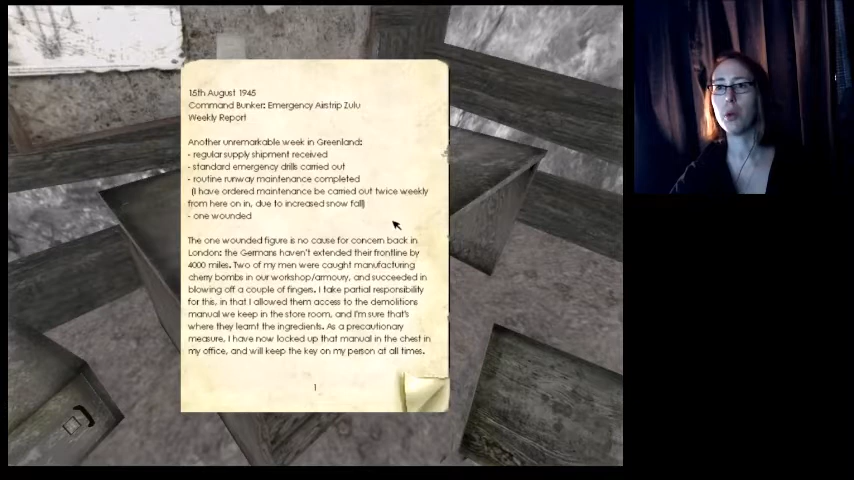 15th August 1945
Command Bunker: Emergency Airstrip Zulu
Weekly Report
Another unremarkable week in Greenland:
- regular supply shipment received
- standard emergency drills carried out
- routine runway maintenance completed
(I have ordered maintenance be carried out twice weekly
from here on in, due to increased snow fall)
- one wounded
The one wounded figure is no cause for concern back in
London: the Germans haven't extended their frontline by
4000 miles. Two of my men were caught manufacturing
cherry bombs in our workshop/armoury, and succeeded in
blowing off a couple of fingers. I take partial responsibility
for this, in that I allowed them access to the demolitions
manual we keep in the store room, and I'm sure that's
where they learnt the ingredients. As a precautionary
measure, I have now locked up that manual in the chest in
my office, and will keep the key on my person at all times.
1